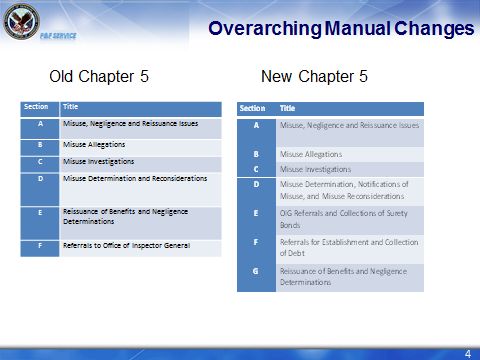 Overarching Manual Changes
P&F SERVICE
Old Chapter 5
New Chapter 5
Section Title
A Misuse, Negligence and Reissuance Issues
B Misuse Allegations
C Misuse Investigations
D Misuse Determination and Reconsiderations
E Reissuance of Benefits and Negligence
Determinations
F Referrals to Office of Inspector General
Section Title
A Misuse, Negligence and Reissuance Issues
B Misuse Allegations
C Misuse Investigations
D Misuse Determination, Notifications of
Misuse, and Misuse Reconsiderations
E OIG Referrals and Collections of Surety
Bonds
F Referrals for Establishment and Collection
of Debt
G Reissuance of Benefits and Negligence
Determinations
4